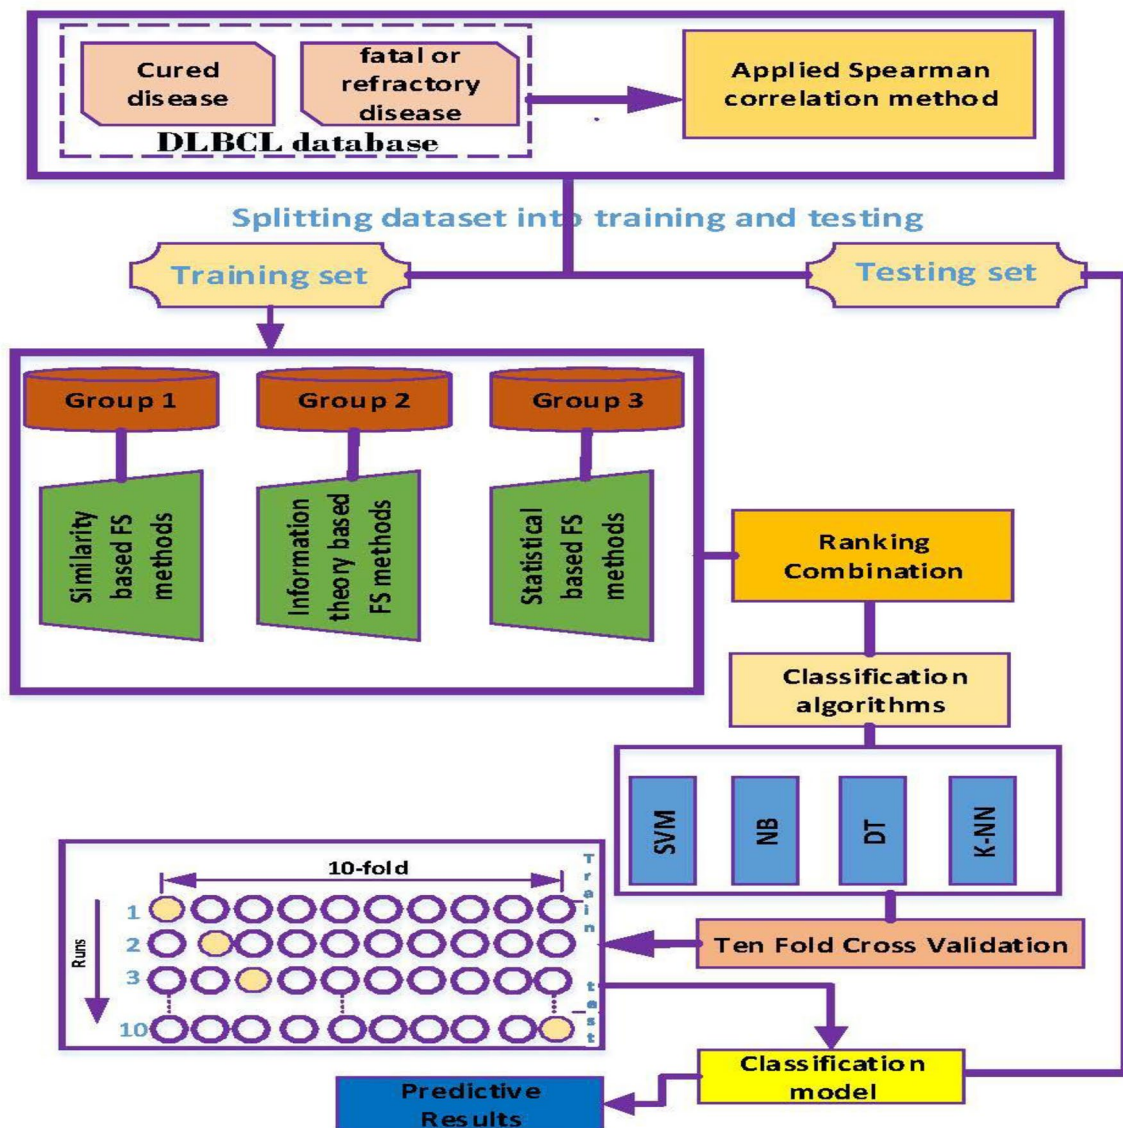 Cured
disease
fatal or
refractory
disease
DLBCL database
Applied Spearman
correlation method
Splitting dataset into training and testing
Training set
Testing set
Group 1
Group 2
Group 3
Similarity
based FS
methods
Information
theory based
FS methods
Statistical
based FS
methods
Ranking
Combination
Classification
algorithms
SVM
NB
DT
K-NN
10-fold
Train
test
Runs
1
2
3
10
Ten Fold Cross Validation
Classification
model
Predictive
Results